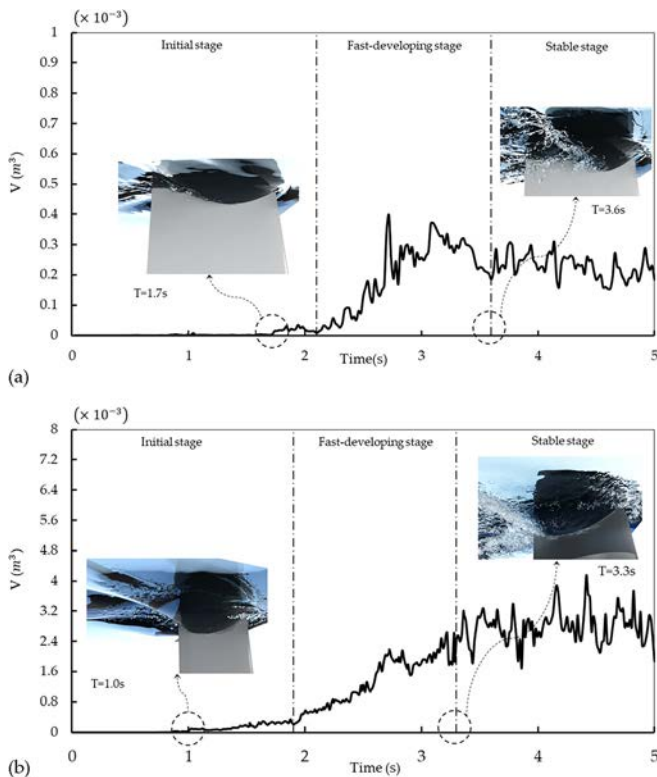 (× 10⁻³)
1
0.9
0.8
0.7
0.6
0.5
0.4
0.3
0.2
0.1
0
V (m³)
Initial stage
Fast-developing stage
Stable stage
T=1.7s
T=3.6s
0 1 2 3 4 5
Time(s)
(a)
(× 10⁻³)
8
7.2
6.4
5.6
4.8
4
3.2
2.4
1.6
0.8
0
V (m³)
Initial stage
Fast-developing stage
Stable stage
T=1.0s
T=3.3s
0 1 2 3 4 5
Time (s)
(b)